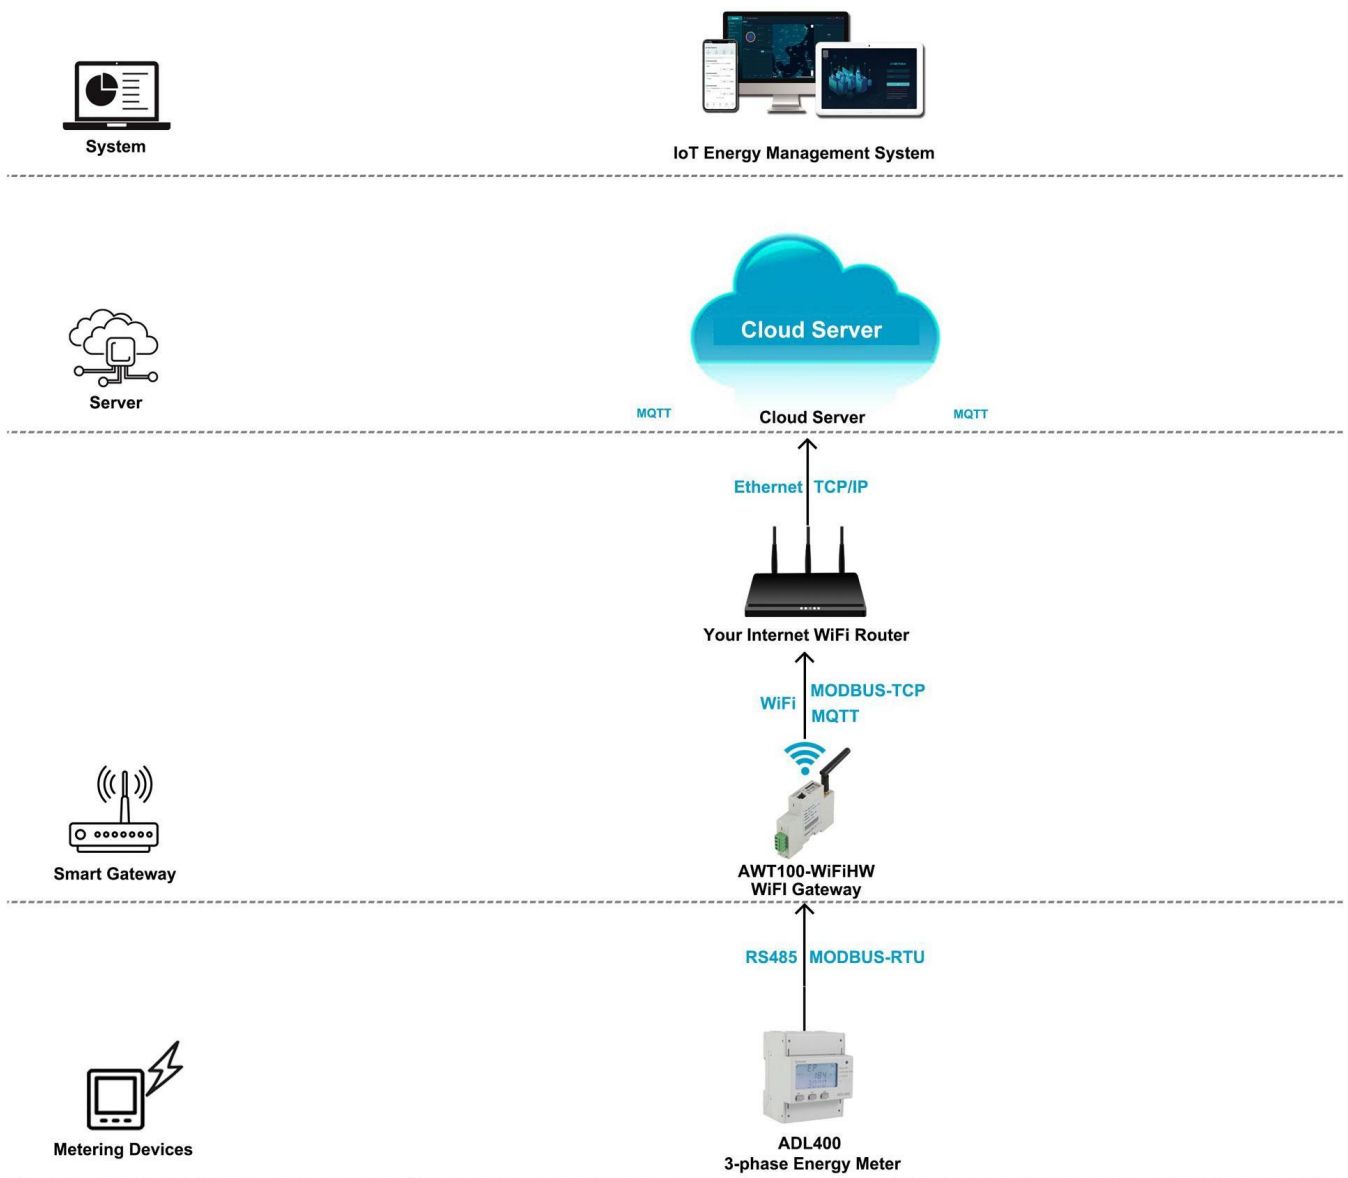 System
IoT Energy Management System
Cloud Server
Server
MQTT
Cloud Server
MQTT
Ethernet TCP/IP
Your Internet WiFi Router
WiFi
MODBUS-TCP
MQTT
Smart Gateway
AWT100-WiFiHW
WiFI Gateway
RS485 MODBUS-RTU
Metering Devices
ADL400
3-phase Energy Meter